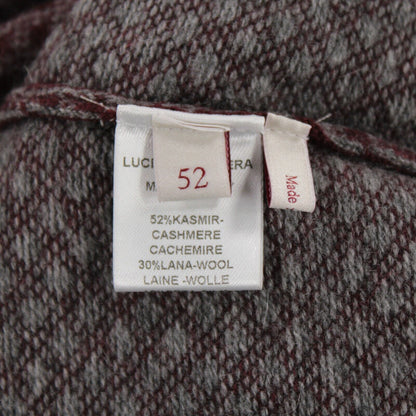 52
Made
52%KASMIR-
CASHMERE
CACHEMIRE
30%LANA-WOOL
LAINE -WOLLE